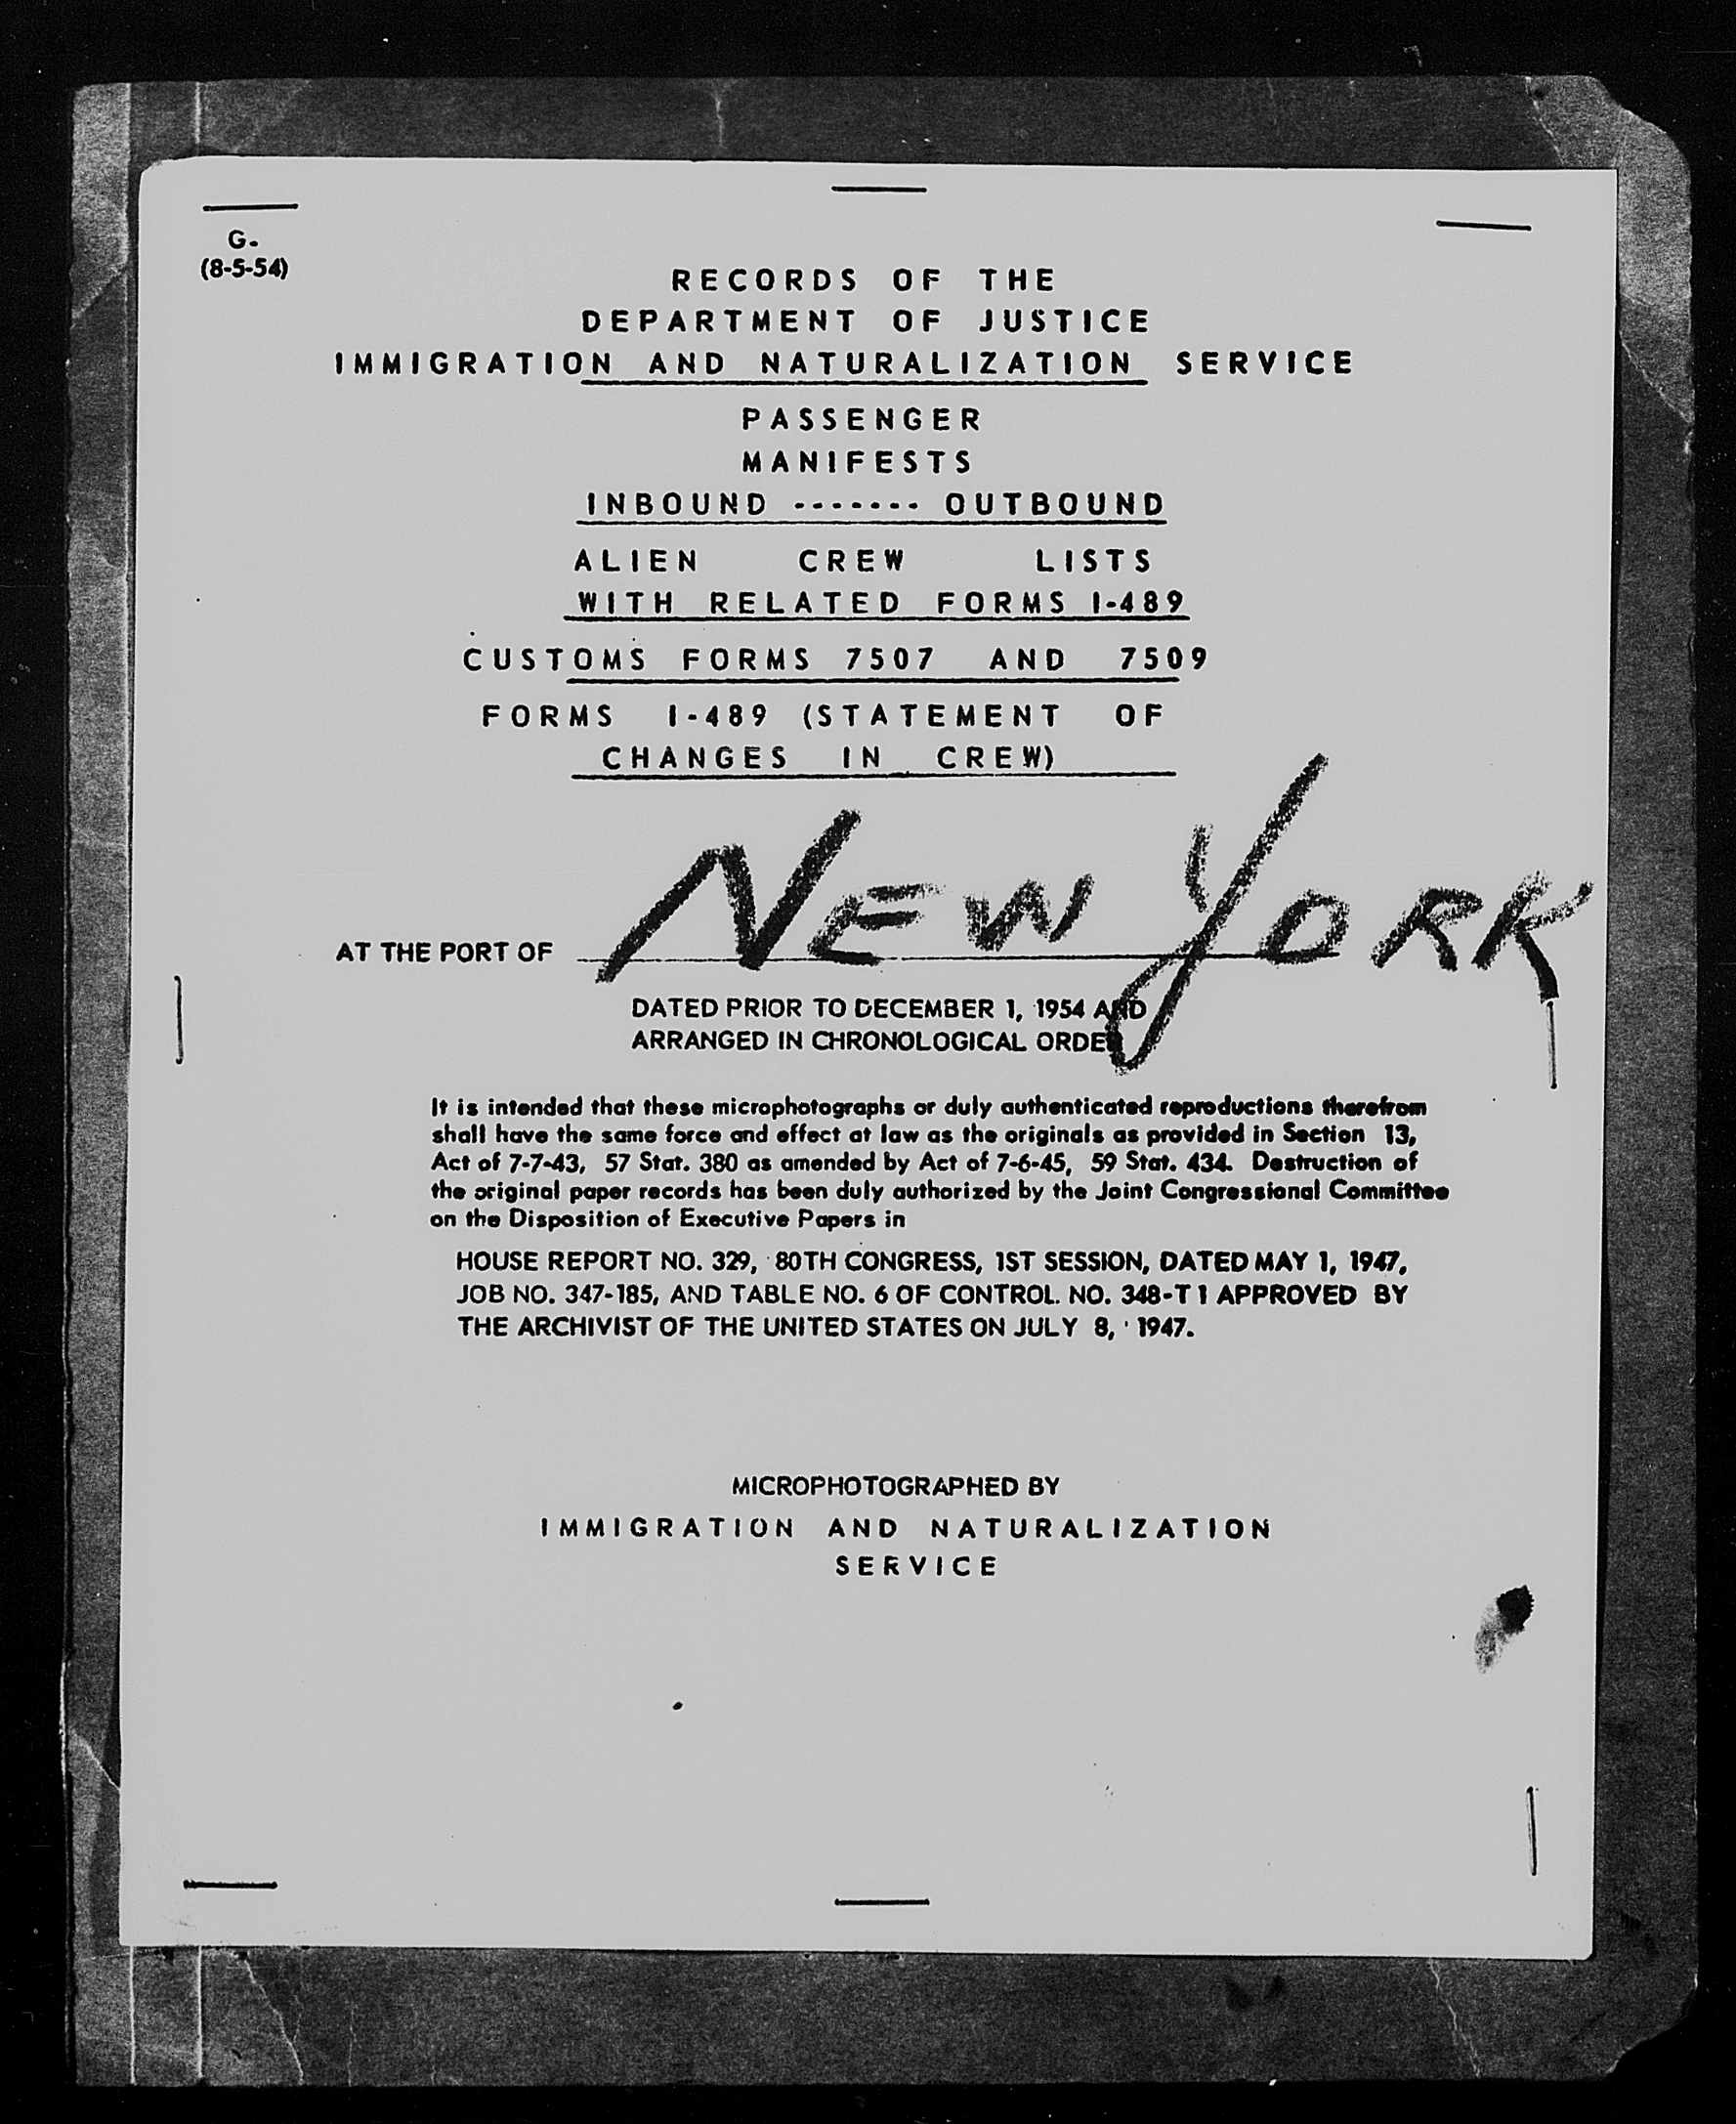 G-
(8-5-54)
RECORDS OF THE
DEPARTMENT OF JUSTICE
IMMIGRATION AND NATURALIZATION SERVICE
PASSENGER
MANIFESTS
INBOUND ------- OUTBOUND
ALIEN CREW LISTS
WITH RELATED FORMS I-489
CUSTOMS FORMS 7507 AND 7509
FORMS I-489 (STATEMENT OF
CHANGES IN CREW)
AT THE PORT OF NEW YORK
DATED PRIOR TO DECEMBER 1, 1954 AND
ARRANGED IN CHRONOLOGICAL ORDER
It is intended that these microphotographs or duly authenticated reproductions therefrom
shall have the same force and effect at law as the originals as provided in Section 13,
Act of 7-7-43, 57 Stat. 380 as amended by Act of 7-6-45, 59 Stat. 434. Destruction of
the original paper records has been duly authorized by the Joint Congressional Committee
on the Disposition of Executive Papers in
HOUSE REPORT NO. 329, 80TH CONGRESS, 1ST SESSION, DATED MAY 1, 1947,
JOB NO. 347-185, AND TABLE NO. 6 OF CONTROL NO. 348-T 1 APPROVED BY
THE ARCHIVIST OF THE UNITED STATES ON JULY 8, 1947.
MICROPHOTOGRAPHED BY
IMMIGRATION AND NATURALIZATION
SERVICE